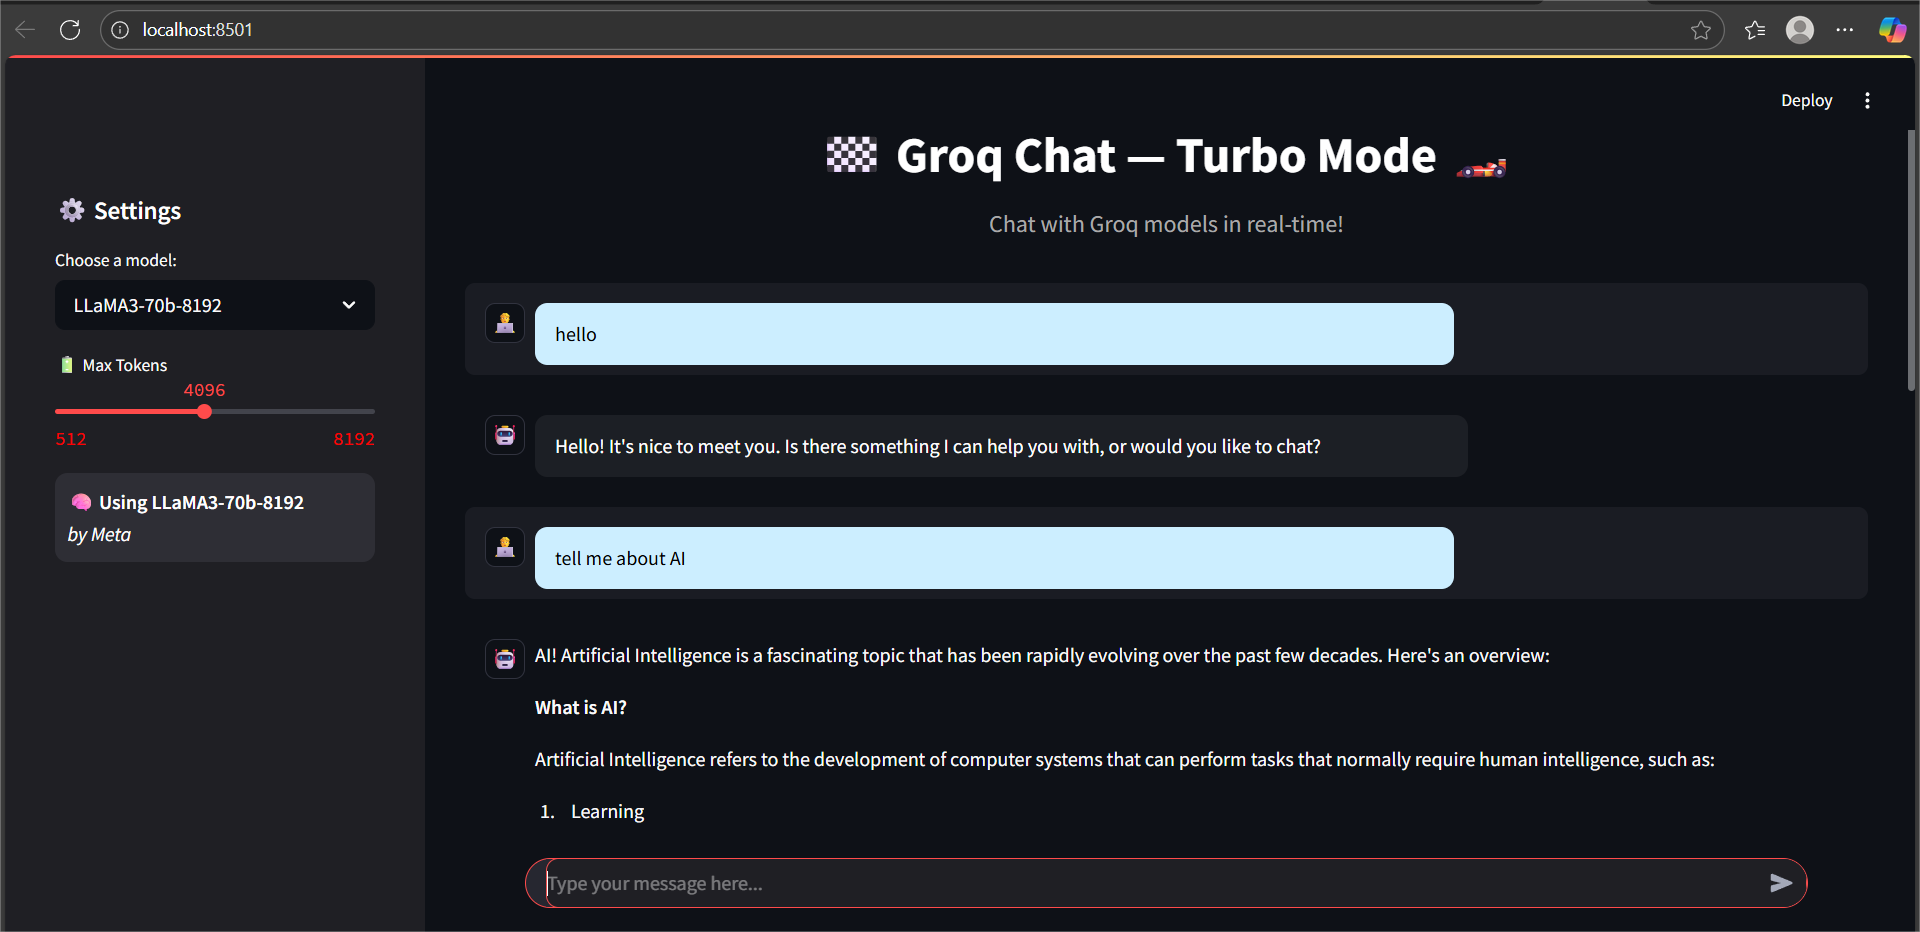 localhost:8501
Deploy
Groq Chat — Turbo Mode
Chat with Groq models in real-time!
Settings
Choose a model:
LLaMA3-70b-8192
Max Tokens
4096
512 8192
Using LLaMA3-70b-8192
by Meta
hello
Hello! It's nice to meet you. Is there something I can help you with, or would you like to chat?
tell me about AI
AI! Artificial Intelligence is a fascinating topic that has been rapidly evolving over the past few decades. Here's an overview:
What is AI?
Artificial Intelligence refers to the development of computer systems that can perform tasks that normally require human intelligence, such as:
1. Learning
Type your message here...